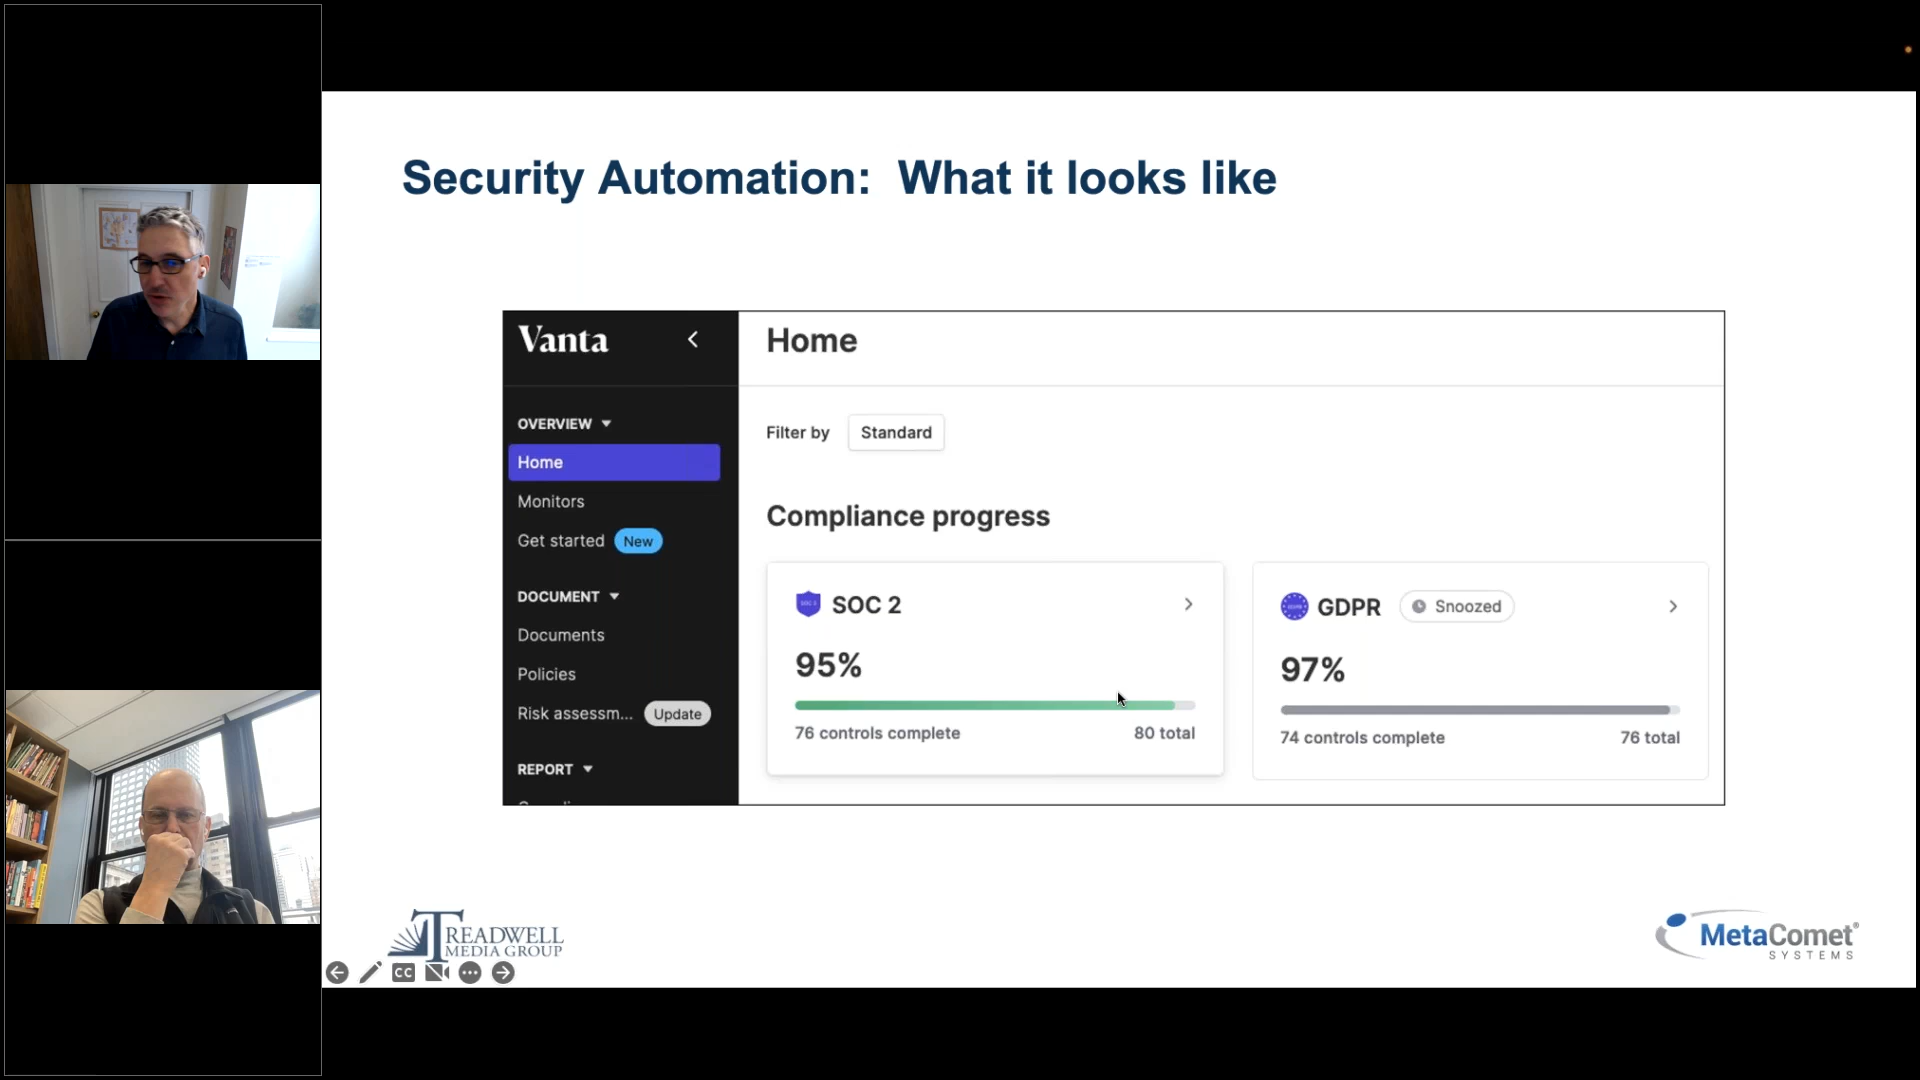 Security Automation:  What it looks like
Vanta
Home
OVERVIEW
Home
Monitors
Get started New
DOCUMENT
Documents
Policies
Risk assessm... Update
REPORT
Filter by Standard
Compliance progress
SOC 2
95%
76 controls complete 80 total
GDPR Snoozed
97%
74 controls complete 76 total
TREADWELL
MEDIA GROUP
MetaComet®
SYSTEMS
CC